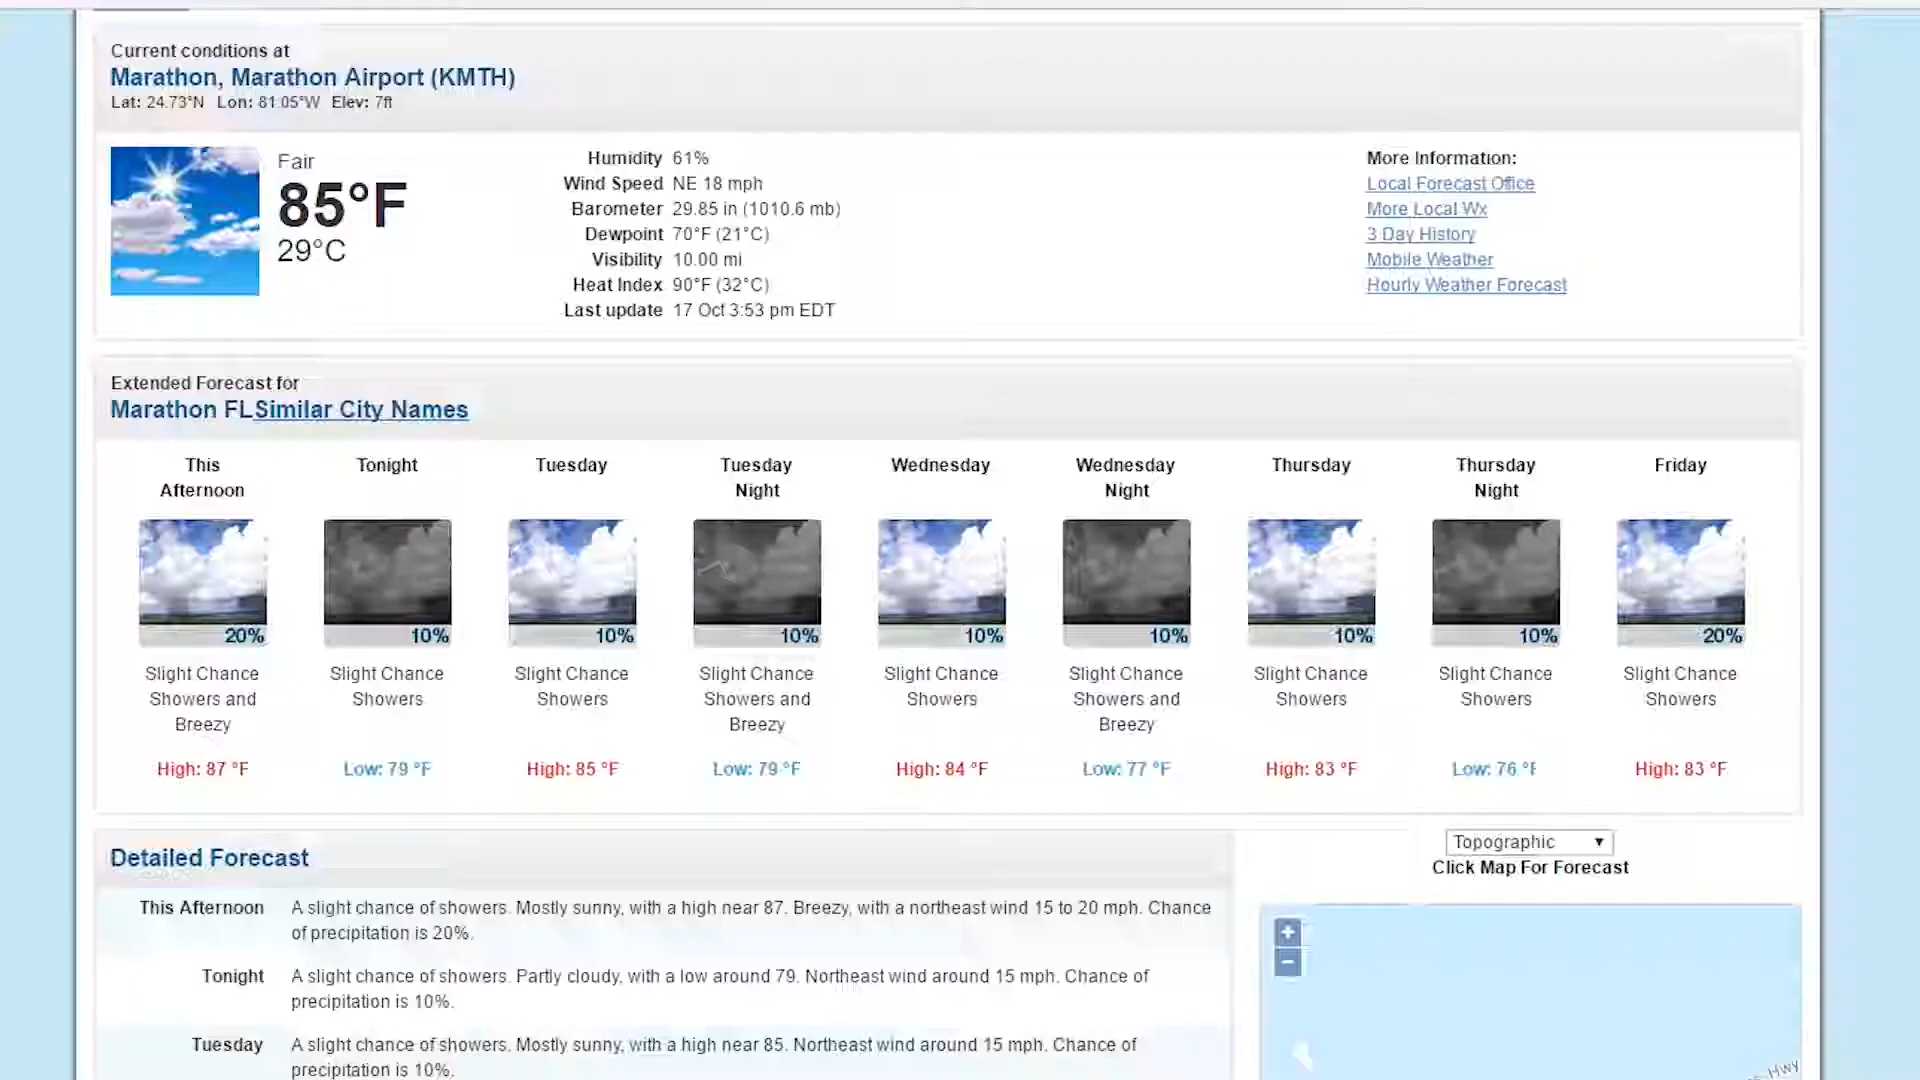 Current conditions at
Marathon, Marathon Airport (KMTH)
Lat: 24.73°N Lon: 81.05°W Elev: 7ft
Fair
85°F
29°C
Humidity 61%
Wind Speed NE 18 mph
Barometer 29.85 in (1010.6 mb)
Dewpoint 70°F (21°C)
Visibility 10.00 mi
Heat Index 90°F (32°C)
Last update 17 Oct 3:53 pm EDT
More Information:
Local Forecast Office
More Local Wx
3 Day History
Mobile Weather
Hourly Weather Forecast
Extended Forecast for
Marathon FLSimilar City Names
This
Afternoon
20%
Slight Chance
Showers and
Breezy
High: 87 °F
Tonight
10%
Slight Chance
Showers
Low: 79 °F
Tuesday
10%
Slight Chance
Showers
High: 85 °F
Tuesday
Night
10%
Slight Chance
Showers and
Breezy
Low: 79 °F
Wednesday
10%
Slight Chance
Showers
High: 84 °F
Wednesday
Night
10%
Slight Chance
Showers and
Breezy
Low: 77 °F
Thursday
10%
Slight Chance
Showers
High: 83 °F
Thursday
Night
10%
Slight Chance
Showers
Low: 76 °F
Friday
20%
Slight Chance
Showers
High: 83 °F
Detailed Forecast
This Afternoon
A slight chance of showers. Mostly sunny, with a high near 87. Breezy, with a northeast wind 15 to 20 mph. Chance
of precipitation is 20%.
Tonight
A slight chance of showers. Partly cloudy, with a low around 79. Northeast wind around 15 mph. Chance of
precipitation is 10%.
Tuesday
A slight chance of showers. Mostly sunny, with a high near 85. Northeast wind around 15 mph. Chance of
precipitation is 10%.
Topographic ▼
Click Map For Forecast
+
−
Hwy